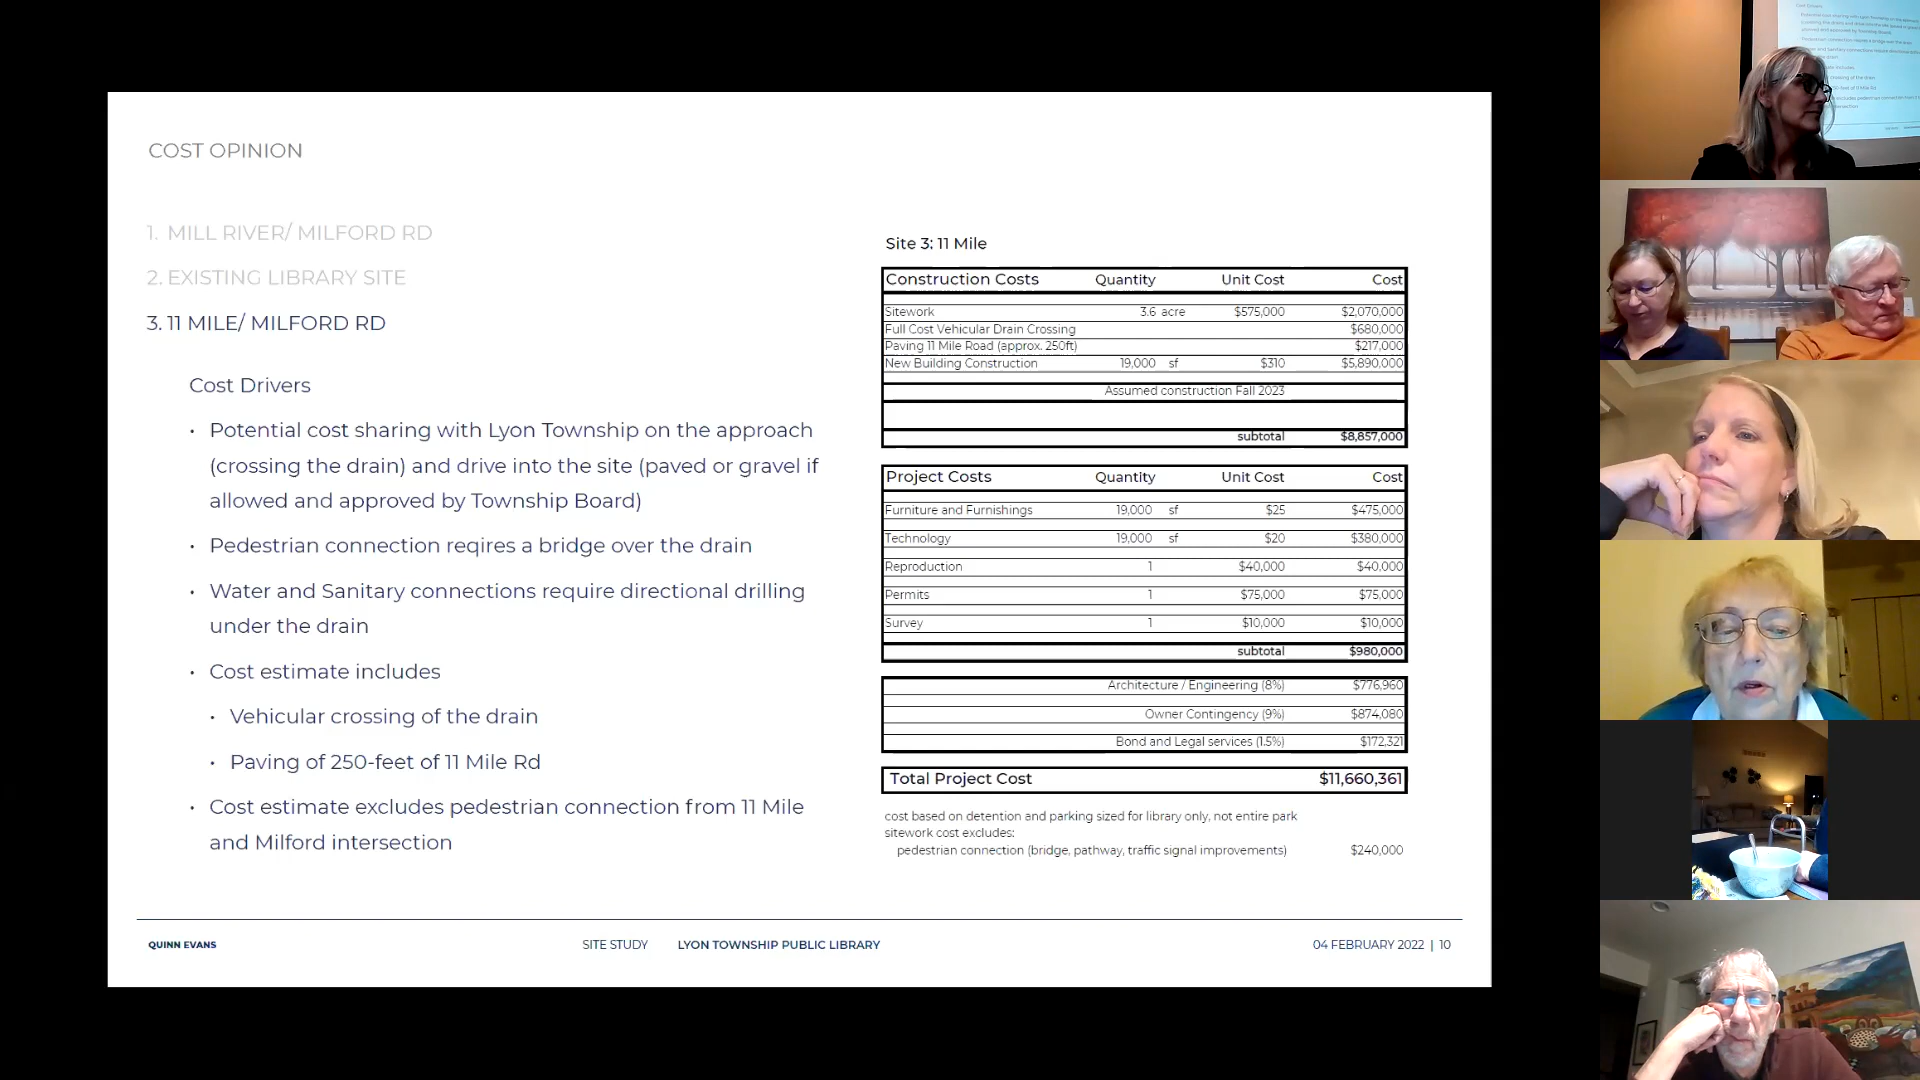 COST OPINION
1. MILL RIVER/ MILFORD RD
2. EXISTING LIBRARY SITE
3. 11 MILE/ MILFORD RD
Cost Drivers
• Potential cost sharing with Lyon Township on the approach
(crossing the drain) and drive into the site (paved or gravel if
allowed and approved by Township Board)
• Pedestrian connection reqires a bridge over the drain
• Water and Sanitary connections require directional drilling
under the drain
• Cost estimate includes
• Vehicular crossing of the drain
• Paving of 250-feet of 11 Mile Rd
• Cost estimate excludes pedestrian connection from 11 Mile
and Milford intersection
Site 3: 11 Mile
Construction Costs Quantity Unit Cost Cost
Sitework 3.6 acre $575,000 $2,070,000
Full Cost Vehicular Drain Crossing $680,000
Paving 11 Mile Road (approx. 250ft) $217,000
New Building Construction 19,000 sf $310 $5,890,000
Assumed construction Fall 2023
subtotal $8,857,000
Project Costs Quantity Unit Cost Cost
Furniture and Furnishings 19,000 sf $25 $475,000
Technology 19,000 sf $20 $380,000
Reproduction 1 $40,000 $40,000
Permits 1 $75,000 $75,000
Survey 1 $10,000 $10,000
subtotal $980,000
Architecture / Engineering (8%) $776,960
Owner Contingency (9%) $874,080
Bond and Legal services (1.5%) $172,321
Total Project Cost $11,660,361
cost based on detention and parking sized for library only, not entire park
sitework cost excludes:
pedestrian connection (bridge, pathway, traffic signal improvements) $240,000
QUINN EVANS SITE STUDY LYON TOWNSHIP PUBLIC LIBRARY 04 FEBRUARY 2022 | 10